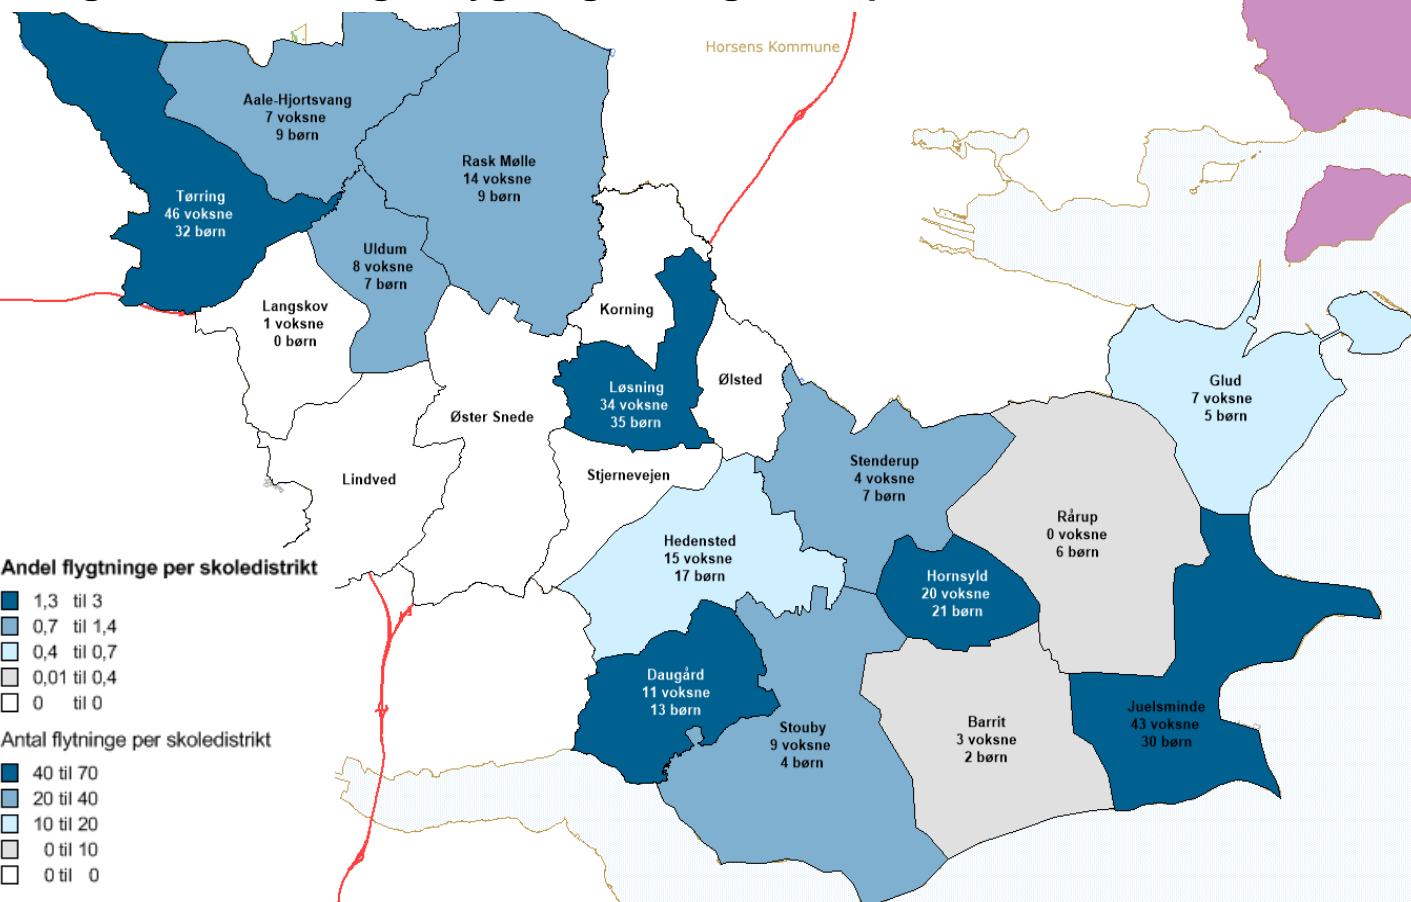 Horsens Kommune
Aale-Hjortsvang
7 voksne
9 børn
Rask Mølle
14 voksne
9 børn
Tørring
46 voksne
32 børn
Uldum
8 voksne
7 børn
Langskov
1 voksne
0 børn
Korning
Ølsted
Løsning
34 voksne
35 børn
Glud
7 voksne
5 børn
Øster Snede
Lindved
Stjernevejen
Stenderup
4 voksne
7 børn
Rårup
0 voksne
6 børn
Hedensted
15 voksne
17 børn
Hornsyld
20 voksne
21 børn
Daugård
11 voksne
13 børn
Stouby
9 voksne
4 børn
Barrit
3 voksne
2 børn
Juelsminde
43 voksne
30 børn
Andel flygtninge per skoledistrikt
1,3 til 3
0,7 til 1,4
0,4 til 0,7
0,01 til 0,4
0 til 0
Antal flytninge per skoledistrikt
40 til 70
20 til 40
10 til 20
0 til 10
0 til 0